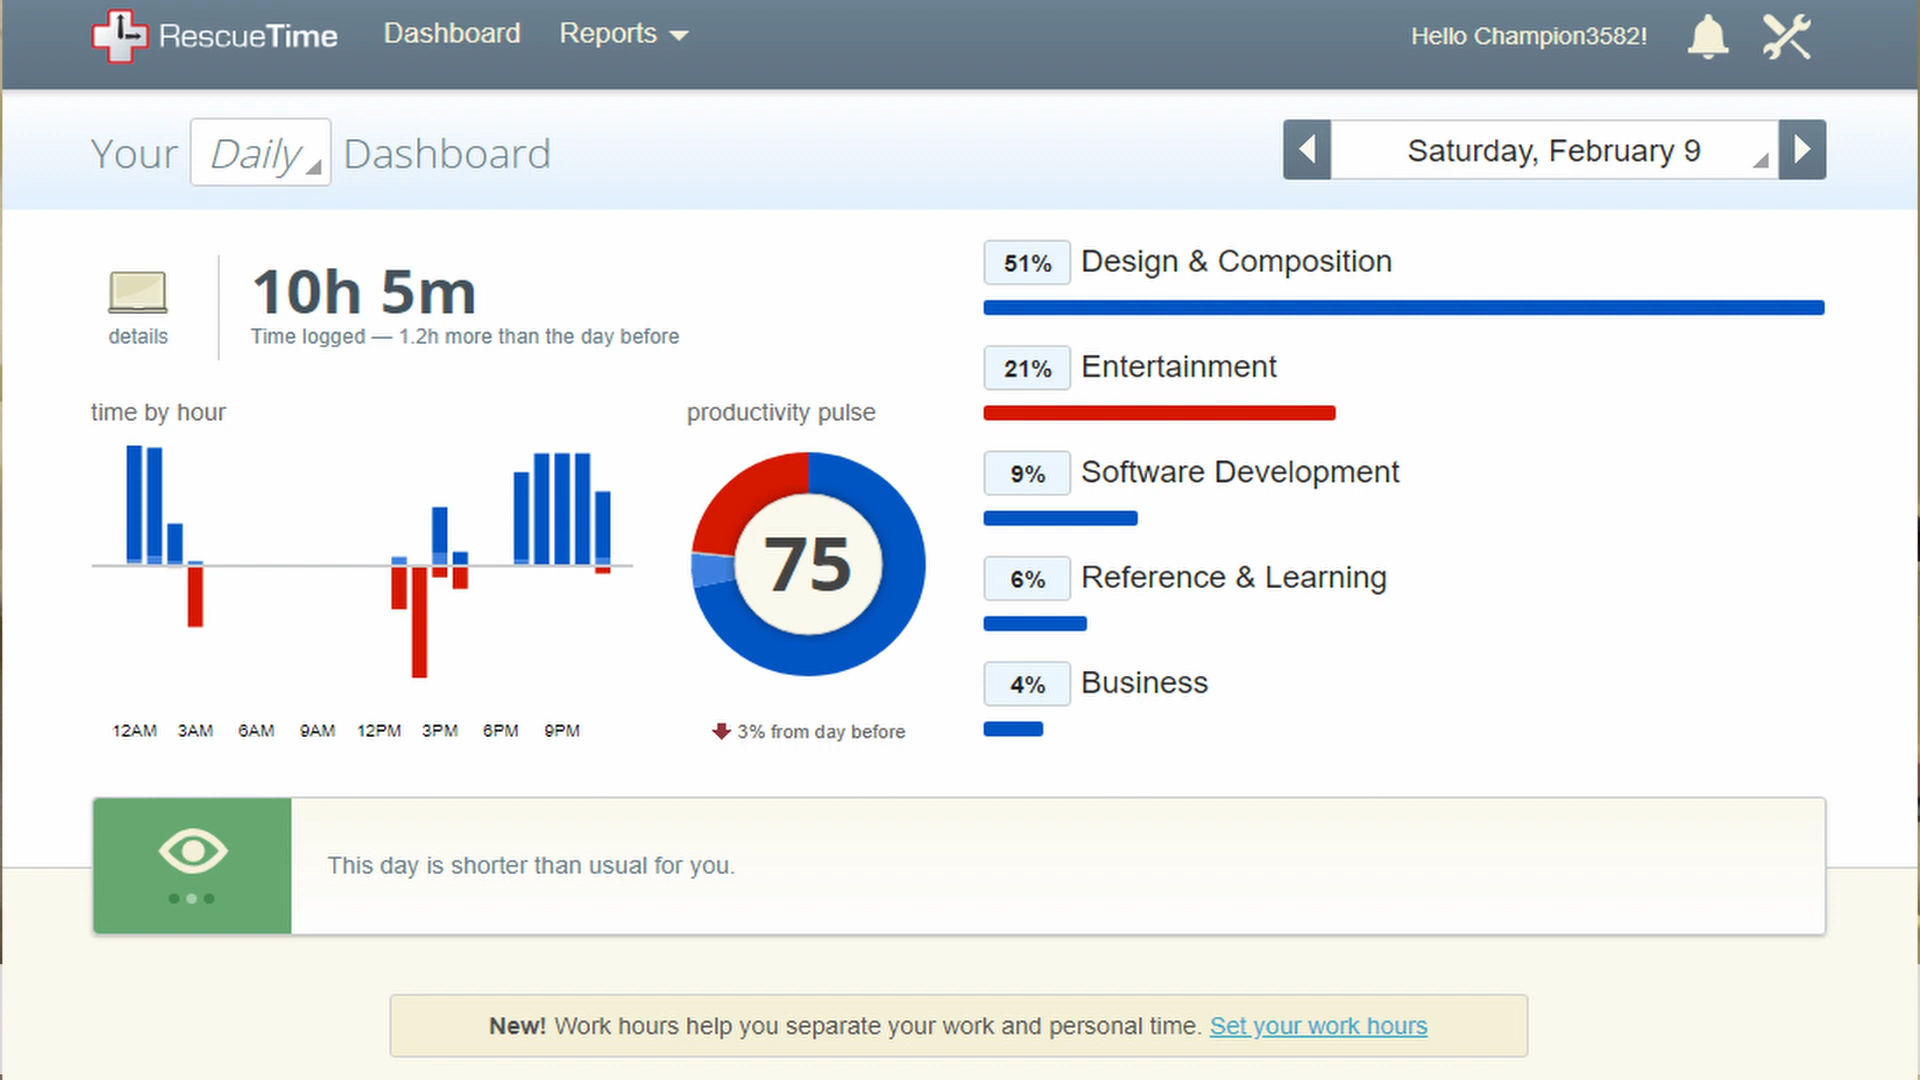 RescueTime Dashboard Reports Hello Champion3582!
Your Daily Dashboard
Saturday, February 9
details
10h 5m
Time logged — 1.2h more than the day before
time by hour
12AM 3AM 6AM 9AM 12PM 3PM 6PM 9PM
productivity pulse
75
3% from day before
51% Design & Composition
21% Entertainment
9% Software Development
6% Reference & Learning
4% Business
This day is shorter than usual for you.
New! Work hours help you separate your work and personal time. Set your work hours